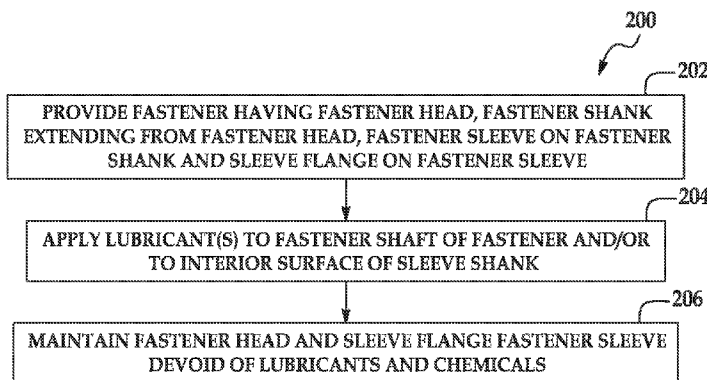 200
202
PROVIDE FASTENER HAVING FASTENER HEAD, FASTENER SHANK
EXTENDING FROM FASTENER HEAD, FASTENER SLEEVE ON FASTENER
SHANK AND SLEEVE FLANGE ON FASTENER SLEEVE
204
APPLY LUBRICANT(S) TO FASTENER SHAFT OF FASTENER AND/OR
TO INTERIOR SURFACE OF SLEEVE SHANK
206
MAINTAIN FASTENER HEAD AND SLEEVE FLANGE FASTENER SLEEVE
DEVOID OF LUBRICANTS AND CHEMICALS